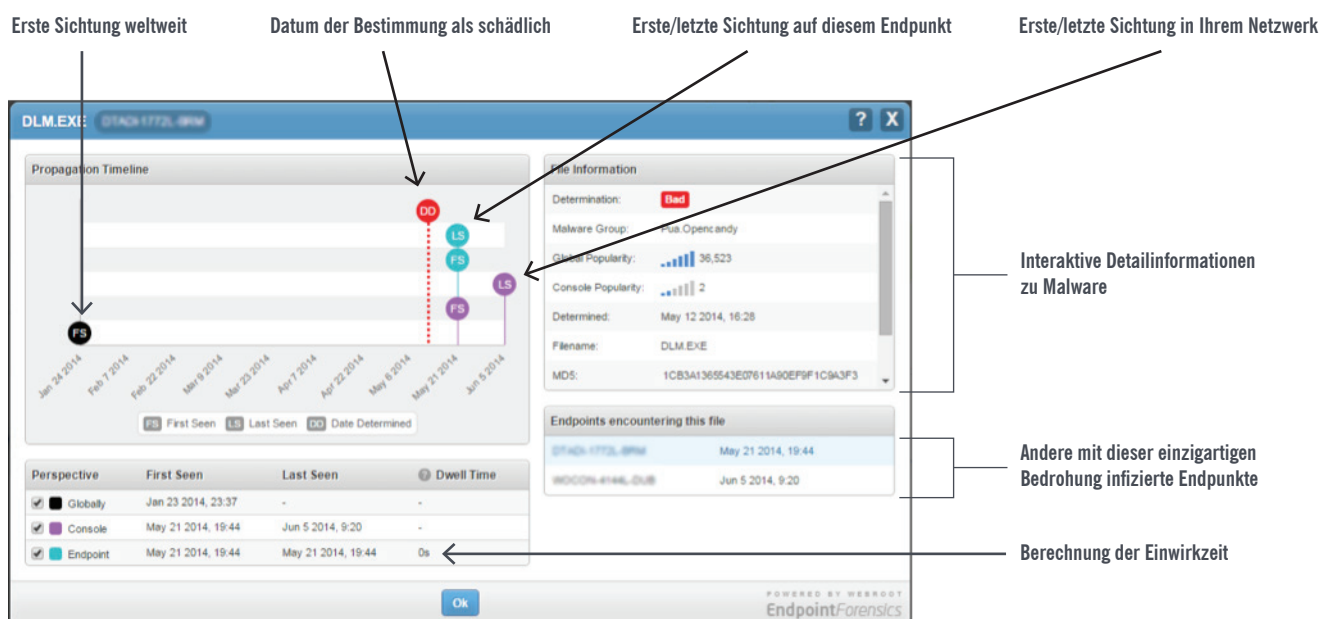 Erste Sichtung weltweit
Datum der Bestimmung als schädlich
Erste/letzte Sichtung auf diesem Endpunkt
Erste/letzte Sichtung in Ihrem Netzwerk
DLM.EXE
? X
Propagation Timeline
DO
LS
FS
LS
FS
FS
Jan 24 2014
Feb 7 2014
Feb 22 2014
Mar 9 2014
Mar 23 2014
Apr 7 2014
Apr 22 2014
May 6 2014
May 21 2014
Jun 5 2014
FS First Seen LS Last Seen DO Date Determined
Perspective First Seen Last Seen ? Dwell Time
Globally Jan 23 2014, 23:37 - -
Console May 21 2014, 19:44 Jun 5 2014, 9:20 -
Endpoint May 21 2014, 19:44 May 21 2014, 19:44 0s
File Information
Determination: Bad
Malware Group: Pua.Opencandy
Global Popularity: 36,523
Console Popularity: 2
Determined: May 12 2014, 16:28
Filename: DLM.EXE
MD5: 1CB3A1365543E07611A90EF9F1C9A3F3
Endpoints encountering this file
May 21 2014, 19:44
Jun 5 2014, 9:20
Interaktive Detailinformationen
zu Malware
Andere mit dieser einzigartigen
Bedrohung infizierte Endpunkte
Berechnung der Einwirkzeit
Ok
POWERED BY WEBROOT
EndpointForensics